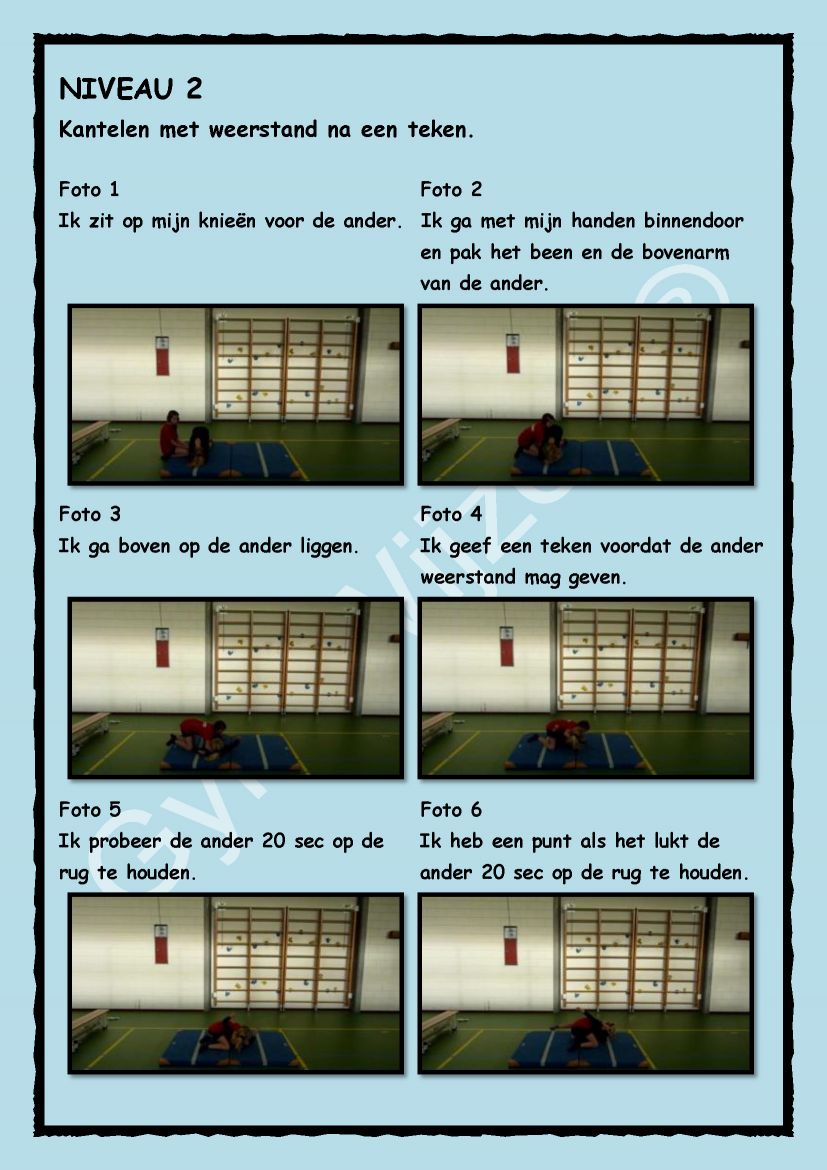 NIVEAU 2
Kantelen met weerstand na een teken.
Foto 1
Ik zit op mijn knieën voor de ander.
Foto 2
Ik ga met mijn handen binnendoor
en pak het been en de bovenarm
van de ander.
Foto 3
Ik ga boven op de ander liggen.
Foto 4
Ik geef een teken voordat de ander
weerstand mag geven.
Foto 5
Ik probeer de ander 20 sec op de
rug te houden.
Foto 6
Ik heb een punt als het lukt de
ander 20 sec op de rug te houden.